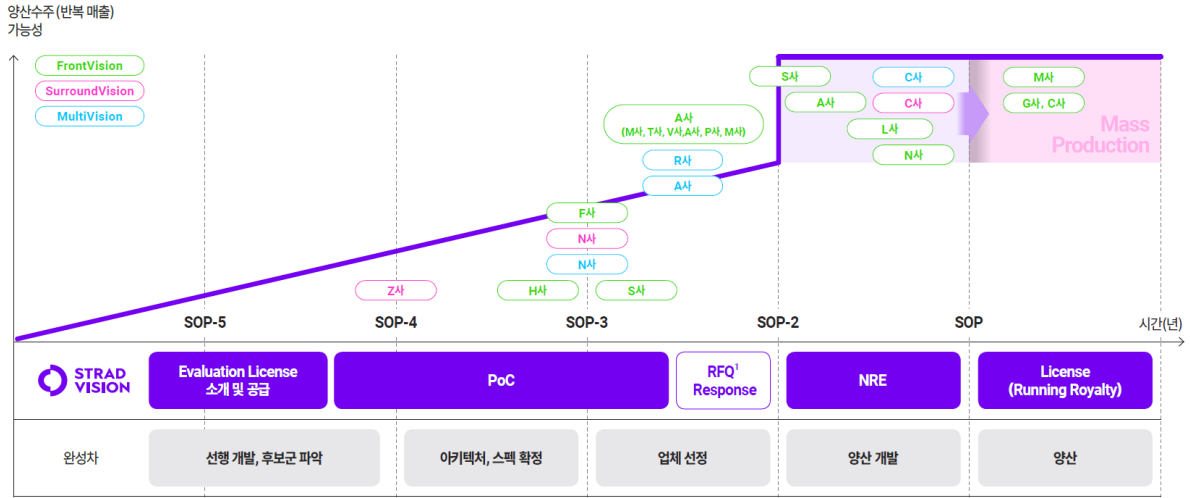 양산수주 (반복 매출)
가능성
FrontVision
SurroundVision
MultiVision
S사
C사
M사
A사
C사
G사, C사
A사
(M사, T사, V사,A사, P사, M사)
L사
Mass
Production
R사
N사
A사
F사
N사
N사
Z사
H사
S사
SOP-5
SOP-4
SOP-3
SOP-2
SOP
시간(년)
STRAD
VISION
Evaluation License
소개 및 공급
PoC
RFQ¹
Response
NRE
License
(Running Royalty)
완성차
선행 개발, 후보군 파악
아키텍처, 스펙 확정
업체 선정
양산 개발
양산